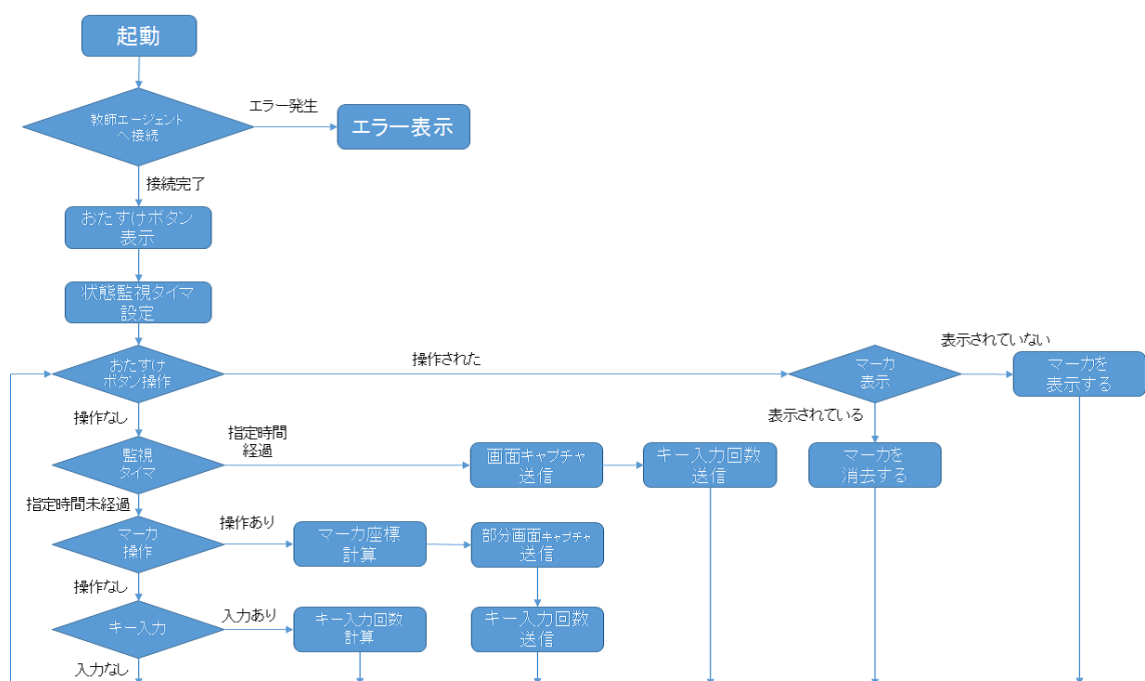 起動
教師エージェント
へ接続
エラー発生
エラー表示
接続完了
おたすけボタン
表示
状態監視タイマ
設定
おたすけ
ボタン操作
操作された
マーカ
表示
表示されていない
マーカを
表示する
操作なし
表示されている
監視
タイマ
指定時間
経過
画面キャプチャ
送信
キー入力回数
送信
マーカを
消去する
指定時間未経過
マーカ
操作
操作あり
マーカ座標
計算
部分画面キャプチャ
送信
操作なし
キー入力
入力あり
キー入力回数
計算
キー入力回数
送信
入力なし